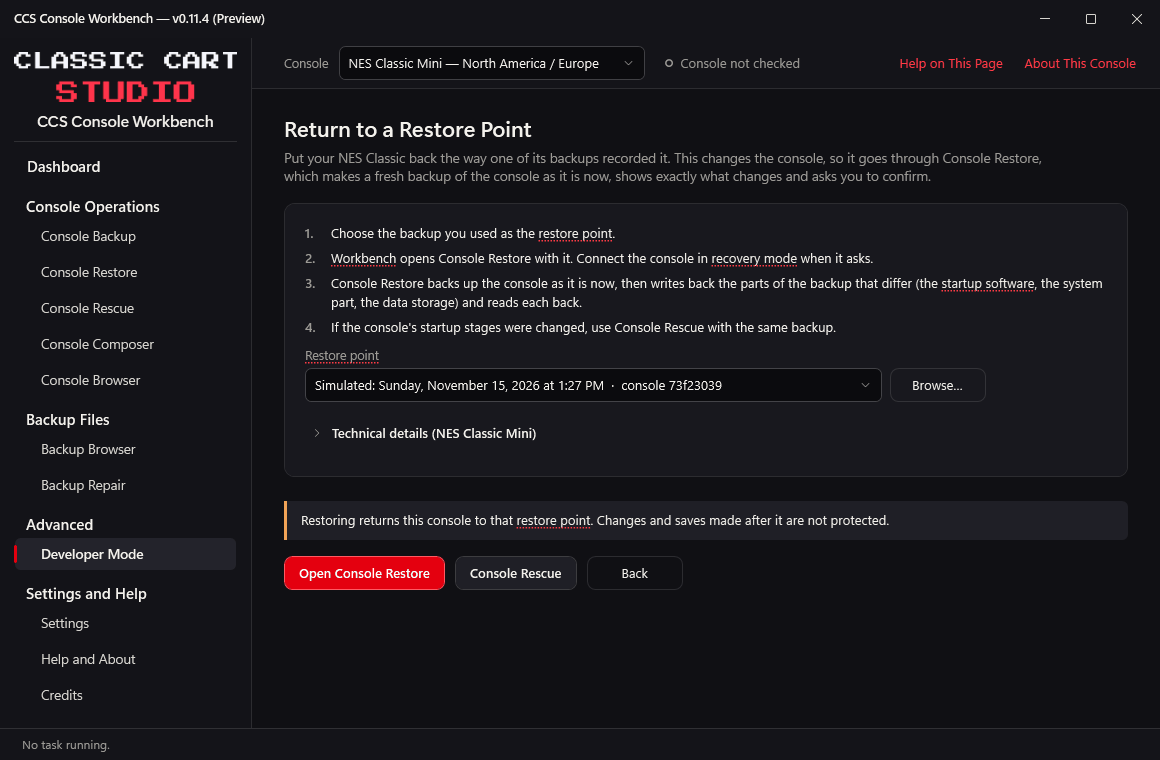 CCS Console Workbench — v0.11.4 (Preview)
CLASSIC CART
STUDIO
CCS Console Workbench
Dashboard
Console Operations
Console Backup
Console Restore
Console Rescue
Console Composer
Console Browser
Backup Files
Backup Browser
Backup Repair
Advanced
Developer Mode
Settings and Help
Settings
Help and About
Credits
Console
NES Classic Mini — North America / Europe
Console not checked
Help on This Page
About This Console
Return to a Restore Point
Put your NES Classic back the way one of its backups recorded it. This changes the console, so it goes through Console Restore,
which makes a fresh backup of the console as it is now, shows exactly what changes and asks you to confirm.
1. Choose the backup you used as the restore point.
2. Workbench opens Console Restore with it. Connect the console in recovery mode when it asks.
3. Console Restore backs up the console as it is now, then writes back the parts of the backup that differ (the startup software, the system
part, the data storage) and reads each back.
4. If the console's startup stages were changed, use Console Rescue with the same backup.
Restore point
Simulated: Sunday, November 15, 2026 at 1:27 PM · console 73f23039
Browse...
Technical details (NES Classic Mini)
Restoring returns this console to that restore point. Changes and saves made after it are not protected.
Open Console Restore
Console Rescue
Back
No task running.